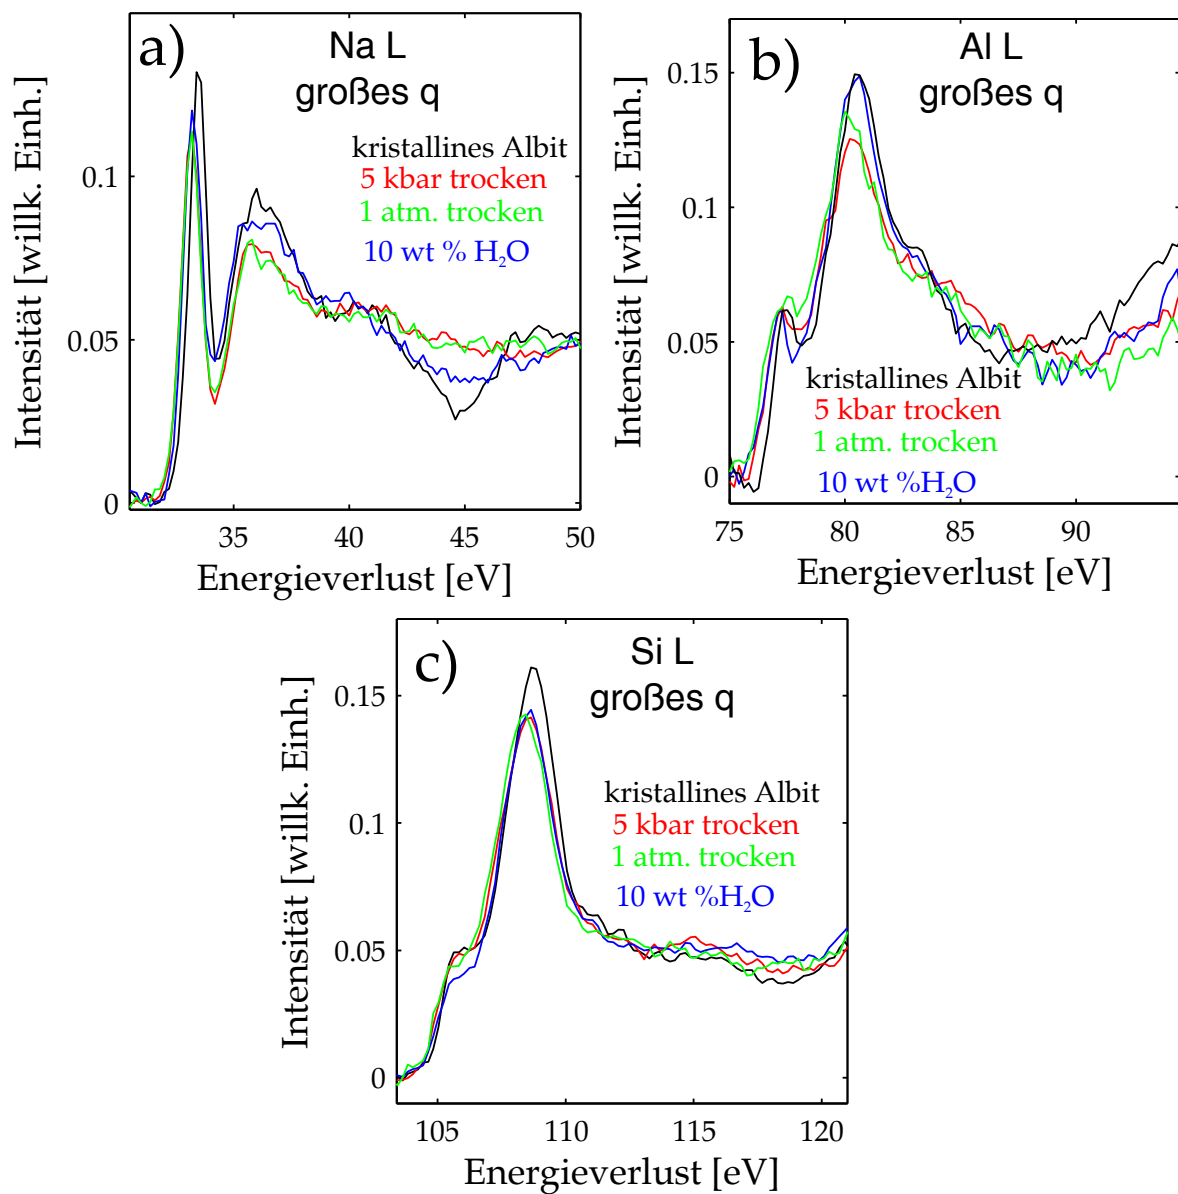 a)
Na L
großes q
kristallines Albit
5 kbar trocken
1 atm. trocken
10 wt % H₂O
Intensität [willk. Einh.]
0.1
0.05
0
35
40
45
50
Energieverlust [eV]
b)
Al L
großes q
kristallines Albit
5 kbar trocken
1 atm. trocken
10 wt %H₂O
Intensität [willk. Einh.]
0.15
0.1
0.05
0
75
80
85
90
Energieverlust [eV]
c)
Si L
großes q
kristallines Albit
5 kbar trocken
1 atm. trocken
10 wt %H₂O
Intensität [willk. Einh.]
0.15
0.1
0.05
0
105
110
115
120
Energieverlust [eV]